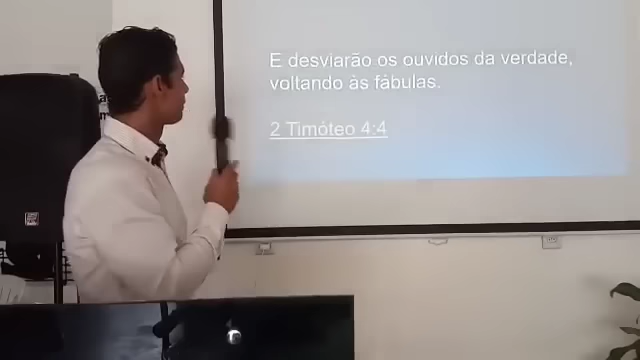 E desviarão os ouvidos da verdade,
voltando às fábulas.
2 Timóteo 4:4